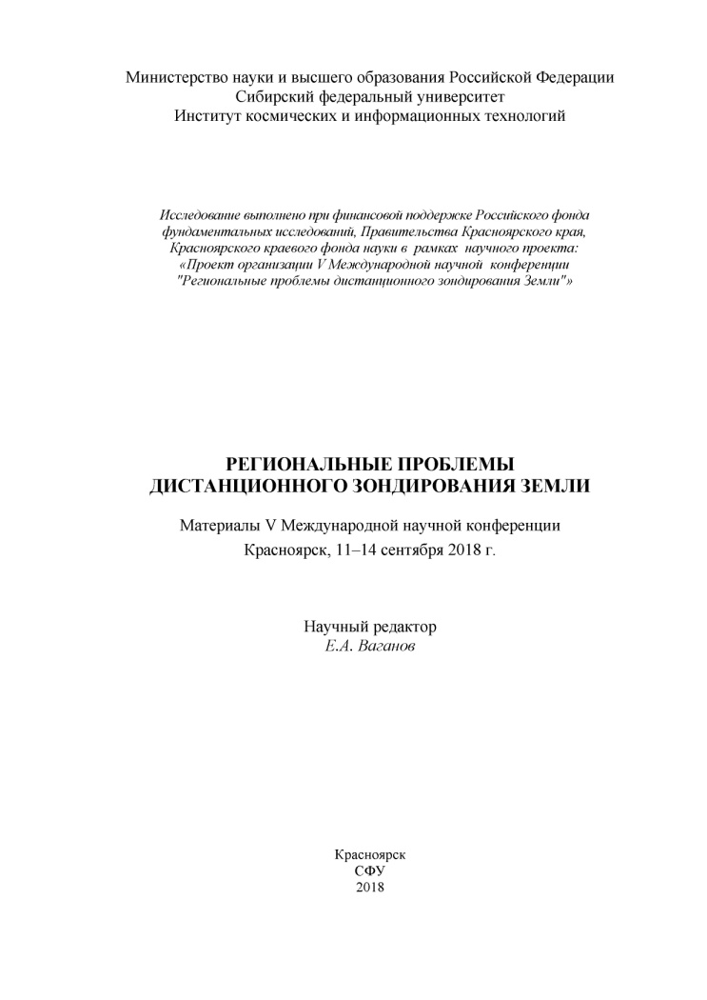 Министерство науки и высшего образования Российской Федерации
Сибирский федеральный университет
Институт космических и информационных технологий
Исследование выполнено при финансовой поддержке Российского фонда
фундаментальных исследований, Правительства Красноярского края,
Красноярского краевого фонда науки в рамках научного проекта:
«Проект организации V Международной научной конференции
"Региональные проблемы дистанционного зондирования Земли"»
РЕГИОНАЛЬНЫЕ ПРОБЛЕМЫ
ДИСТАНЦИОННОГО ЗОНДИРОВАНИЯ ЗЕМЛИ
Материалы V Международной научной конференции
Красноярск, 11–14 сентября 2018 г.
Научный редактор
Е.А. Ваганов
Красноярск
СФУ
2018